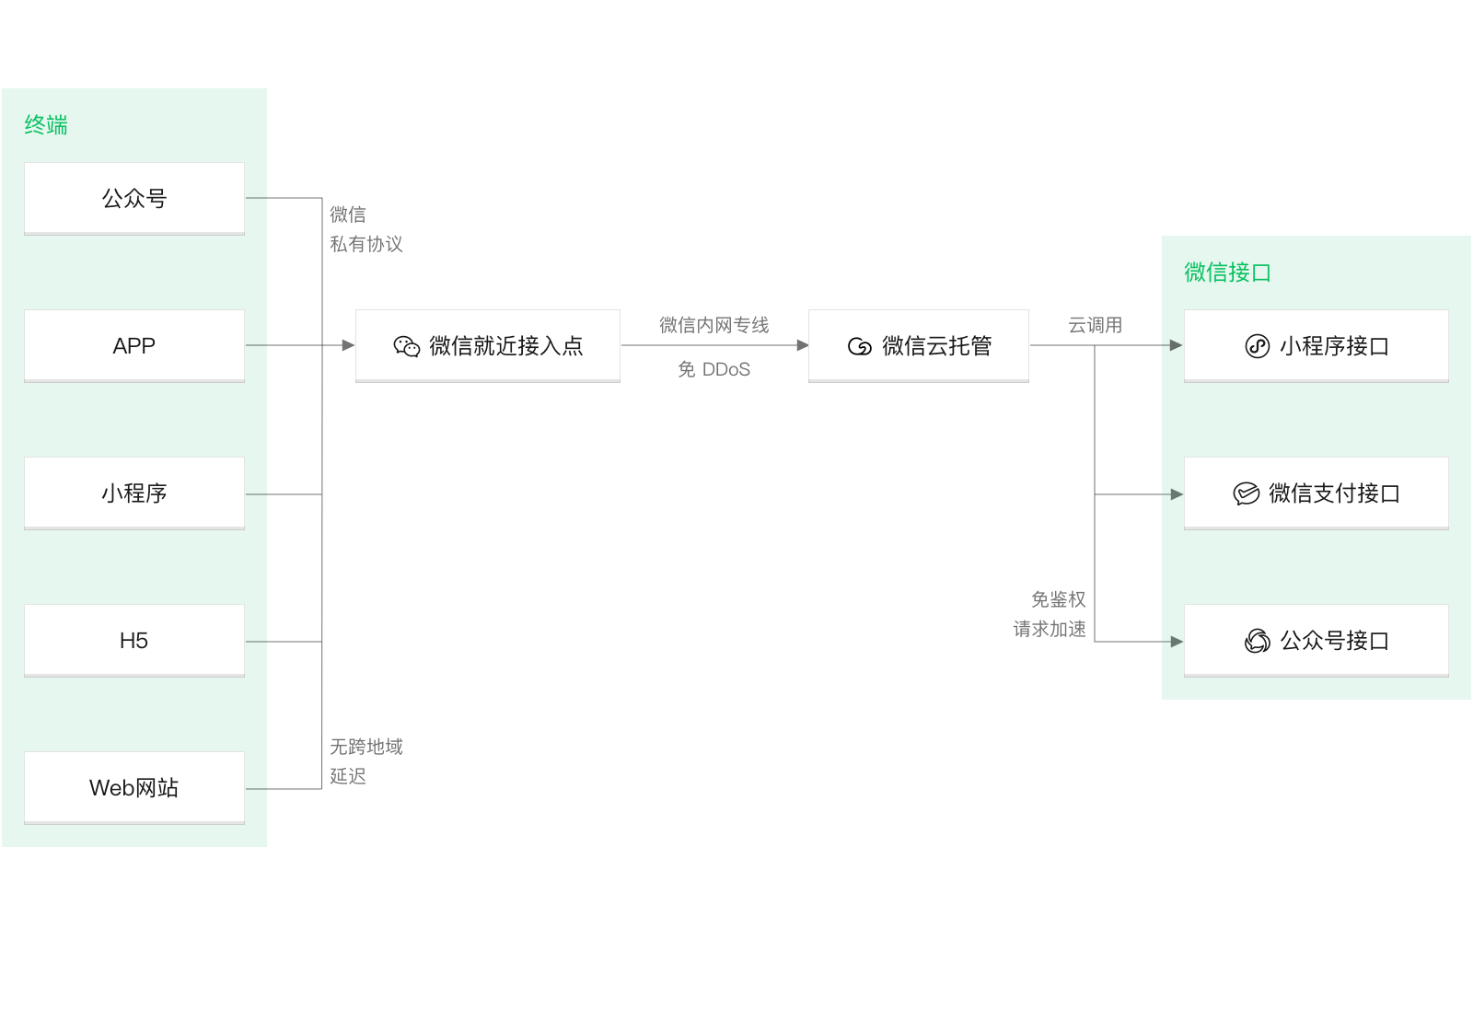 终端
公众号
APP
小程序
H5
Web网站
微信
私有协议
无跨地域
延迟
微信就近接入点
微信内网专线
免 DDoS
微信云托管
云调用
免鉴权
请求加速
微信接口
小程序接口
微信支付接口
公众号接口